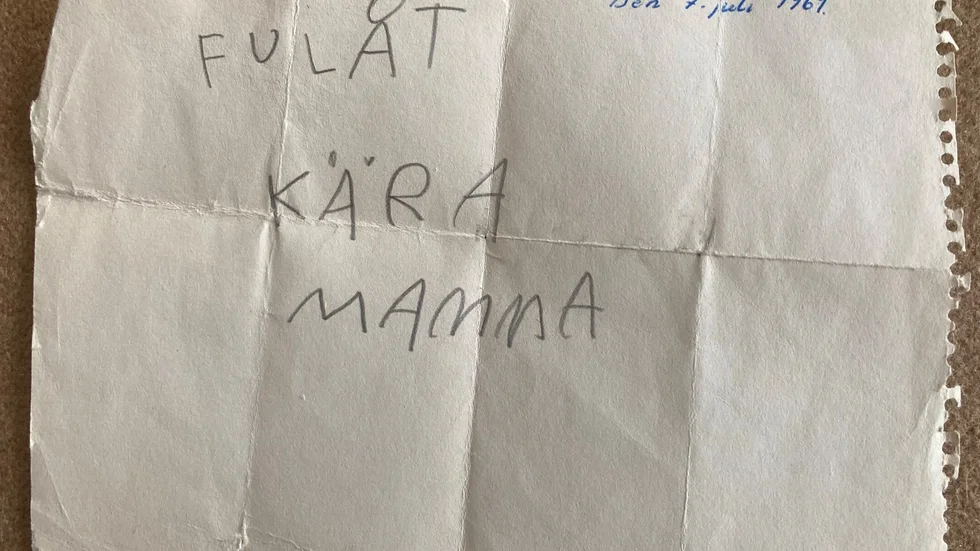 Den 7. juli 1961.
FULÅT
KÄRA
MAMMA